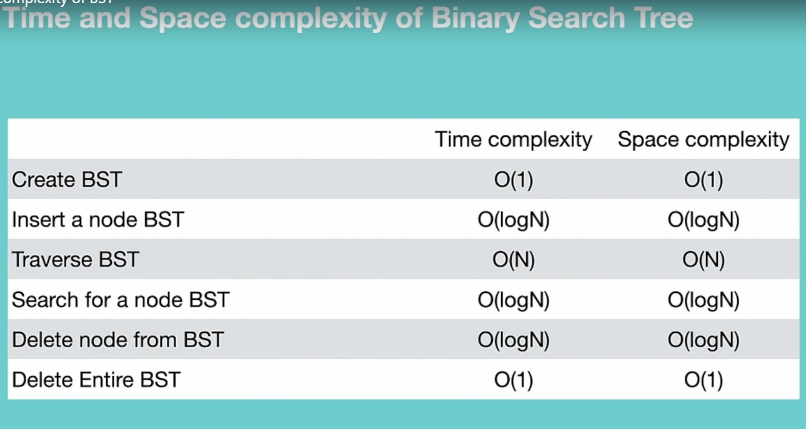 complexity of BST
Time and Space complexity of Binary Search Tree
Time complexity Space complexity
Create BST O(1) O(1)
Insert a node BST O(logN) O(logN)
Traverse BST O(N) O(N)
Search for a node BST O(logN) O(logN)
Delete node from BST O(logN) O(logN)
Delete Entire BST O(1) O(1)